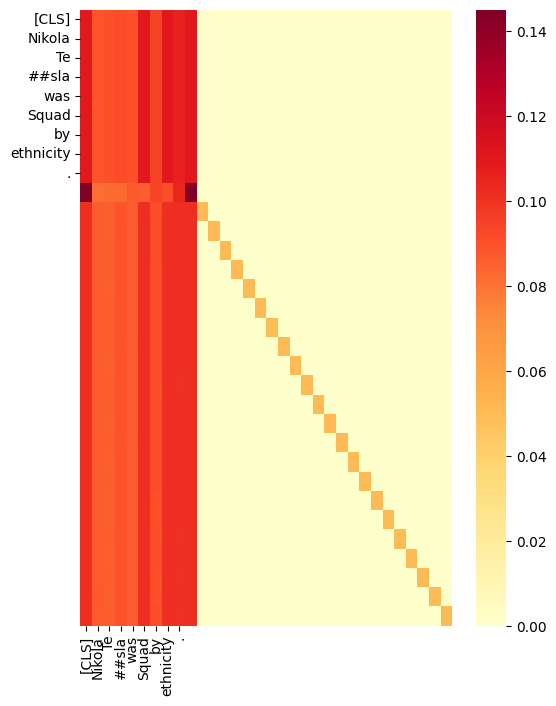 [CLS]
Nikola
Te
##sla
was
Squad
by
ethnicity
.
0.14
0.12
0.10
0.08
0.06
0.04
0.02
0.00
[CLS]
Nikola
Te
##sla
was
Squad
by
ethnicity
.